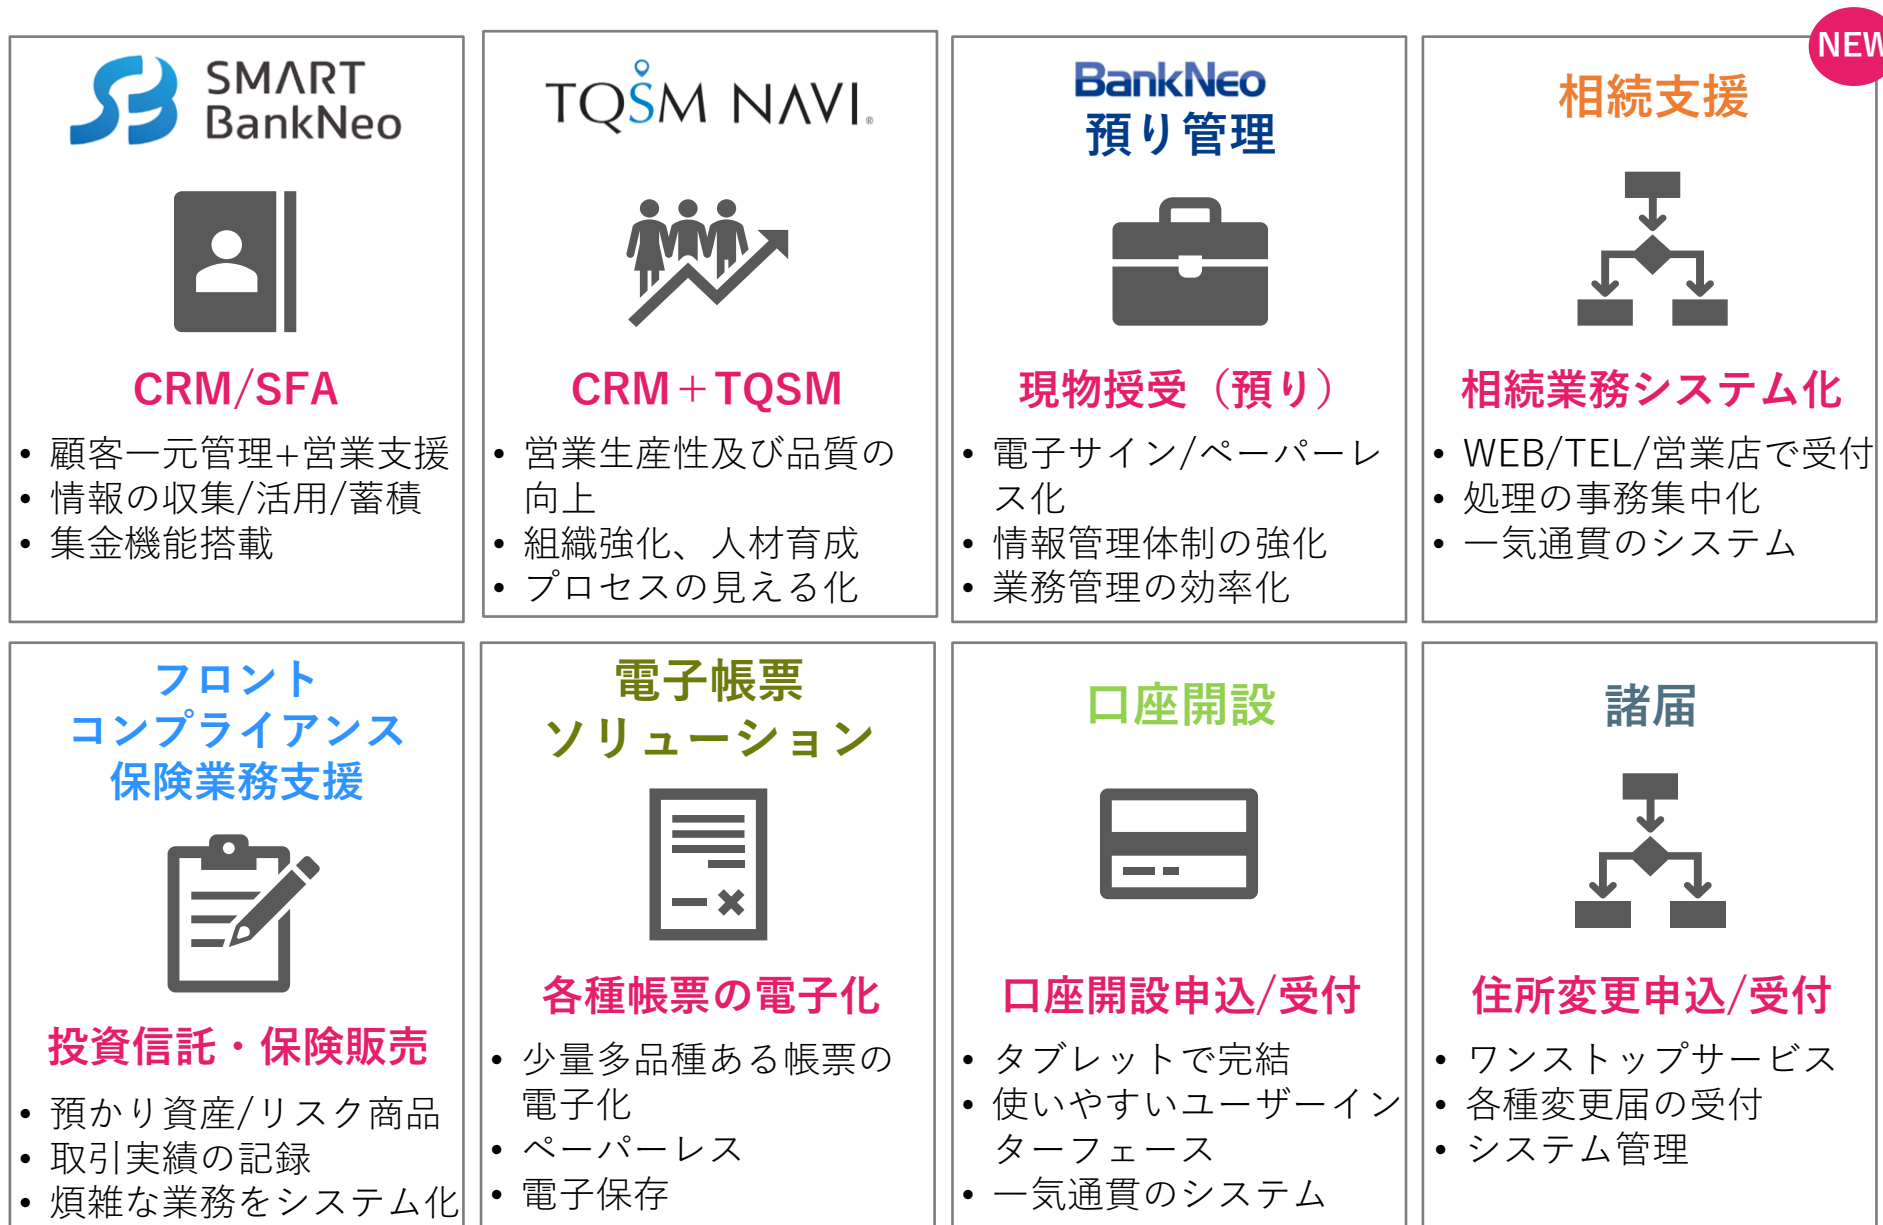 SMART
BankNeo
CRM/SFA
• 顧客一元管理+営業支援
• 情報の収集/活用/蓄積
• 集金機能搭載
TQSM NAVI®
CRM＋TQSM
• 営業生産性及び品質の
向上
• 組織強化、人材育成
• プロセスの見える化
BankNeo
預り管理
現物授受（預り）
• 電子サイン/ペーパーレ
ス化
• 情報管理体制の強化
• 業務管理の効率化
NEW
相続支援
相続業務システム化
• WEB/TEL/営業店で受付
• 処理の事務集中化
• 一気通貫のシステム
フロント
コンプライアンス
保険業務支援
投資信託・保険販売
• 預かり資産/リスク商品
• 取引実績の記録
• 煩雑な業務をシステム化
電子帳票
ソリューション
各種帳票の電子化
• 少量多品種ある帳票の
電子化
• ペーパーレス
• 電子保存
口座開設
口座開設申込/受付
• タブレットで完結
• 使いやすいユーザーイン
ターフェース
• 一気通貫のシステム
諸届
住所変更申込/受付
• ワンストップサービス
• 各種変更届の受付
• システム管理